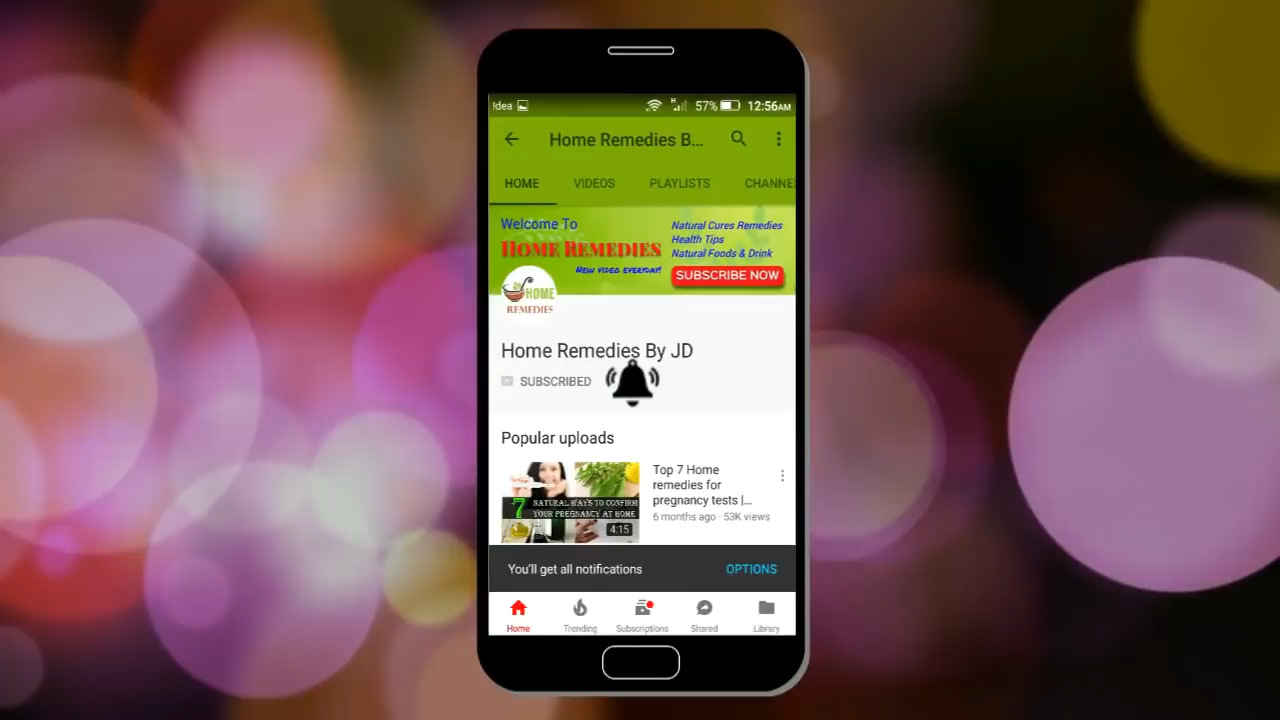 !dea H 57% 12:56AM
Home Remedies B...
HOME VIDEOS PLAYLISTS CHANNE
Welcome To
HOME REMEDIES
NEW VIDEO EVERYDAY!
Natural Cures Remedies
Health Tips
Natural Foods & Drink
SUBSCRIBE NOW
HOME
REMEDIES
Home Remedies By JD
SUBSCRIBED
Popular uploads
7 NATURAL WAYS TO CONFIRM
YOUR PREGNANCY AT HOME
4:15
Top 7 Home
remedies for
pregnancy tests |...
6 months ago · 53K views
You'll get all notifications OPTIONS
Home Trending Subscriptions Shared Library